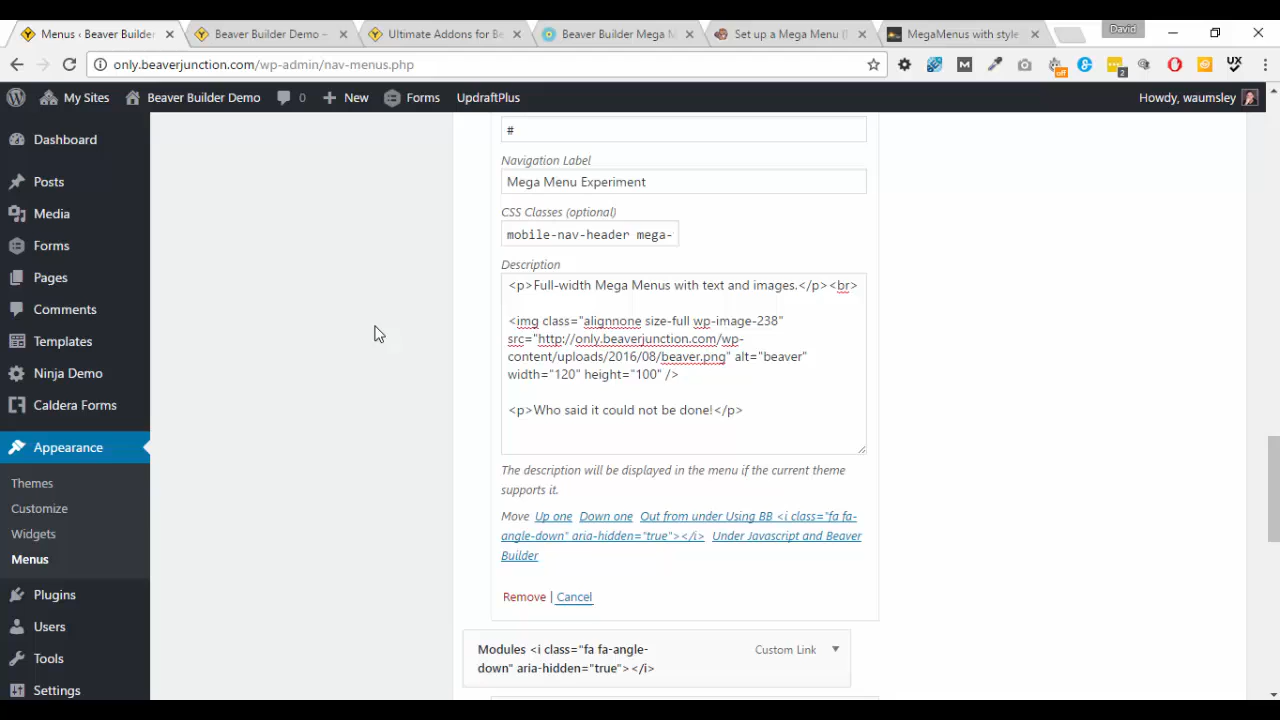 Menus ‹ Beaver Builder
Beaver Builder Demo –
Ultimate Addons for Be
Beaver Builder Mega M
Set up a Mega Menu (
MegaMenus with style
David
only.beaverjunction.com/wp-admin/nav-menus.php
off
2
UX
My Sites
Beaver Builder Demo
0
New
Forms
UpdraftPlus
Howdy, waumsley
Dashboard
Posts
Media
Forms
Pages
Comments
Templates
Ninja Demo
Caldera Forms
Appearance
Themes
Customize
Widgets
Menus
Plugins
Users
Tools
Settings
#
Navigation Label
Mega Menu Experiment
CSS Classes (optional)
mobile-nav-header mega-
Description
<p>Full-width Mega Menus with text and images.</p><br>
<img class="alignnone size-full wp-image-238"
src="http://only.beaverjunction.com/wp-
content/uploads/2016/08/beaver.png" alt="beaver"
width="120" height="100" />
<p>Who said it could not be done!</p>
The description will be displayed in the menu if the current theme
supports it.
Move Up one Down one Out from under Using BB <i class="fa fa-
angle-down" aria-hidden="true"></i> Under Javascript and Beaver
Builder
Remove | Cancel
Modules <i class="fa fa-angle-
down" aria-hidden="true"></i>
Custom Link